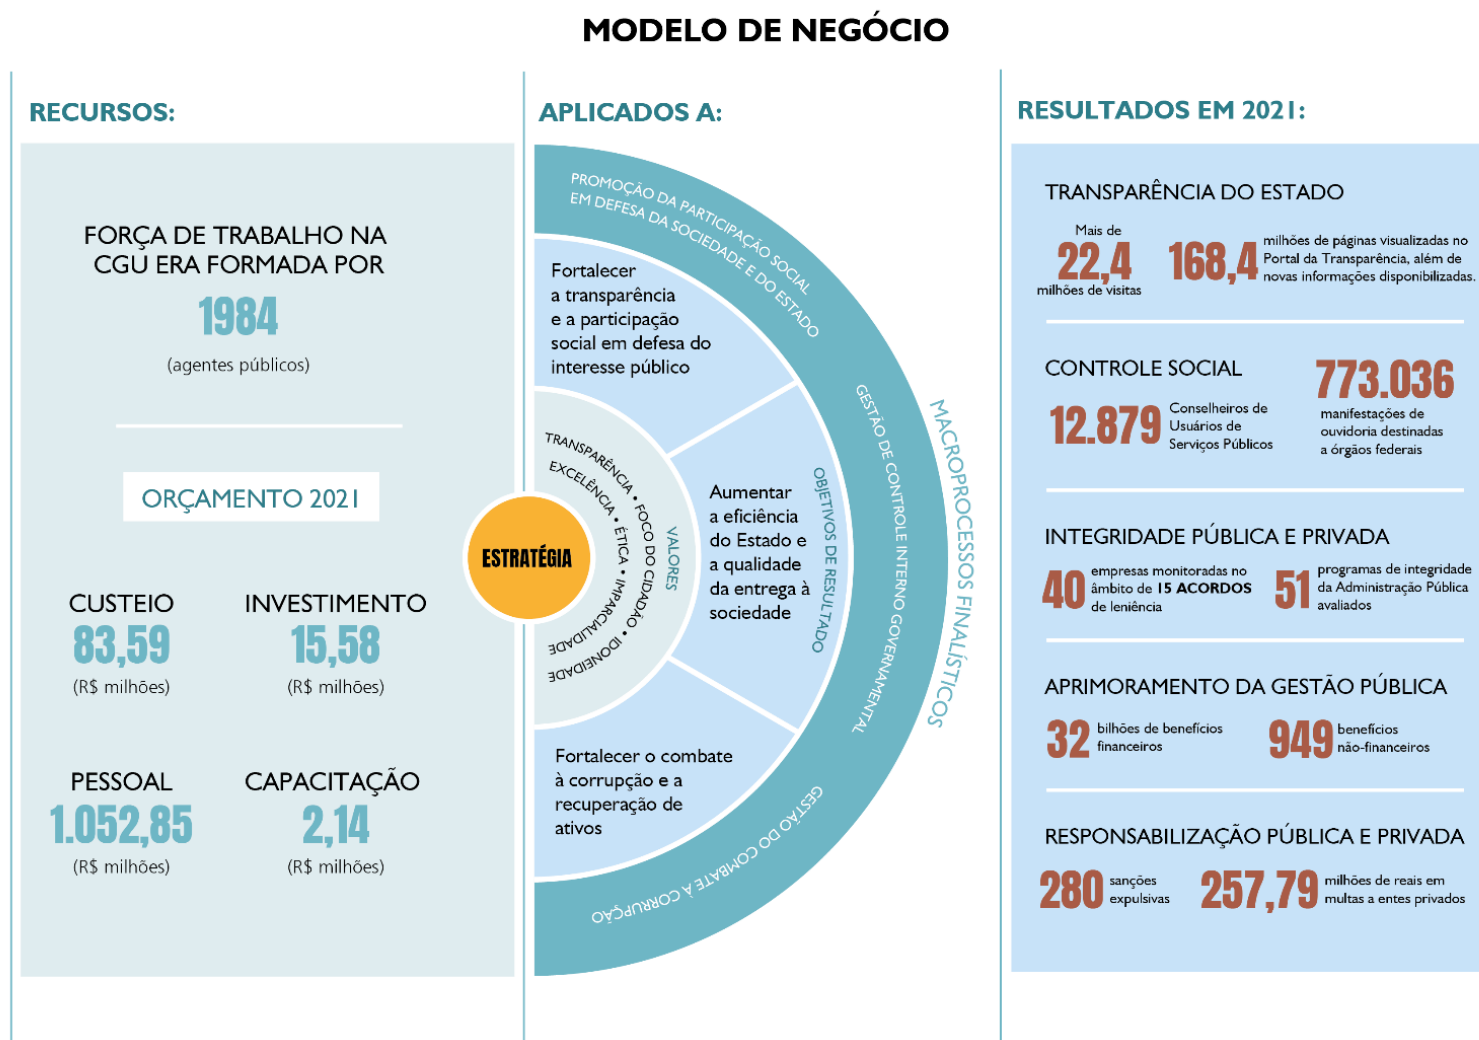 MODELO DE NEGÓCIO
RECURSOS:
FORÇA DE TRABALHO NA
CGU ERA FORMADA POR
1984
(agentes públicos)
ORÇAMENTO 2021
CUSTEIO
83,59
(R$ milhões)
INVESTIMENTO
15,58
(R$ milhões)
PESSOAL
1.052,85
(R$ milhões)
CAPACITAÇÃO
2,14
(R$ milhões)
APLICADOS A:
PROMOÇÃO DA PARTICIPAÇÃO SOCIAL
EM DEFESA DA SOCIEDADE E DO ESTADO
GESTÃO DE CONTROLE INTERNO GOVERNAMENTAL
GESTÃO DO COMBATE À CORRUPÇÃO
MACROPROCESSOS FINALÍSTICOS
Fortalecer
a transparência
e a participação
social em defesa do
interesse público
Aumentar
a eficiência
do Estado e
a qualidade
da entrega à
sociedade
OBJETIVOS DE RESULTADO
Fortalecer o combate
à corrupção e a
recuperação de
ativos
TRANSPARÊNCIA • FOCO DO CIDADÃO • IDONEIDADE
EXCELÊNCIA • ÉTICA • IMPARCIALIDADE
VALORES
ESTRATÉGIA
RESULTADOS EM 2021:
TRANSPARÊNCIA DO ESTADO
Mais de
22,4
milhões de visitas
168,4
milhões de páginas visualizadas no
Portal da Transparência, além de
novas informações disponibilizadas.
CONTROLE SOCIAL
12.879
Conselheiros de
Usuários de
Serviços Públicos
773.036
manifestações de
ouvidoria destinadas
a órgãos federais
INTEGRIDADE PÚBLICA E PRIVADA
40
empresas monitoradas no
âmbito de 15 ACORDOS
de leniência
51
programas de integridade
da Administração Pública
avaliados
APRIMORAMENTO DA GESTÃO PÚBLICA
32
bilhões de benefícios
financeiros
949
benefícios
não-financeiros
RESPONSABILIZAÇÃO PÚBLICA E PRIVADA
280
sanções
expulsivas
257,79
milhões de reais em
multas a entes privados